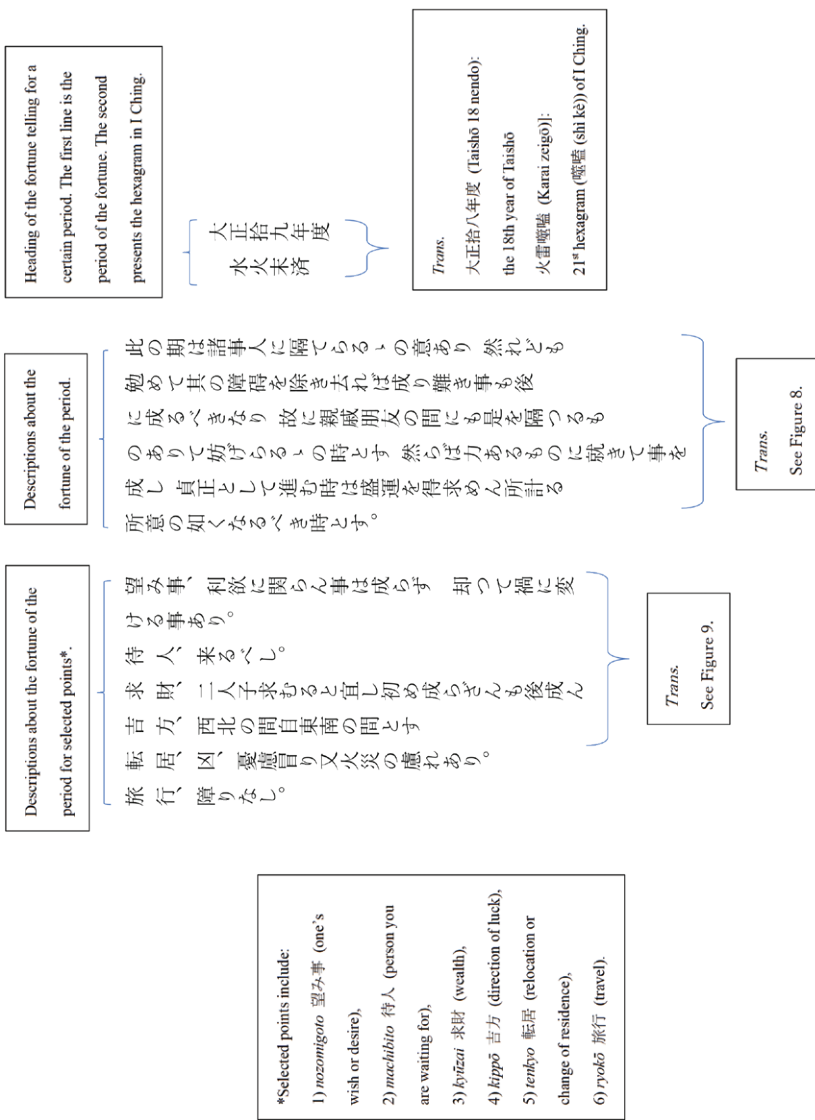 Heading of the fortune telling for a
certain period. The first line is the
period of the fortune. The second
presents the hexagram in I Ching.
大正拾九年度
水火末済
Trans.
大正拾八年度 (Taishō 18 nendo):
the 18th year of Taishō
火雷噬嗑 (Karai zeigō)]:
21st hexagram (噬嗑 (shì kè)) of I Ching.
Descriptions about the
fortune of the period.
此の期は諸事人に隔てらるゝの意あり 然れども
勉めて其の障碍を除き去れば成り難き事も後
に成るべきなり 故に親戚朋友の間にも是を隔つるも
のありて妨げらるゝの時とす 然らば力あるものに就きて事を
成し 貞正として進む時は盛運を得求めん所計る
所意の如くなるべき時とす。
Trans.
See Figure 8.
Descriptions about the fortune of the
period for selected points*.
望み事、利欲に関らん事は成らず 却つて禍に変
ける事あり。
待人、来るべし。
求財、二人子求むると宜し初め成らざんも後成ん
吉方、西北の間自東南の間とす
転居、凶、憂慮冒り又火災の慮れあり。
旅行、障りなし。
Trans.
See Figure 9.
*Selected points include:
1) nozomigoto 望み事 (one's
wish or desire),
2) machibito 待人 (person you
are waiting for),
3) kyūzai 求財 (wealth),
4) kippō 吉方 (direction of luck),
5) tenkyo 転居 (relocation or
change of residence),
6) ryokō 旅行 (travel).